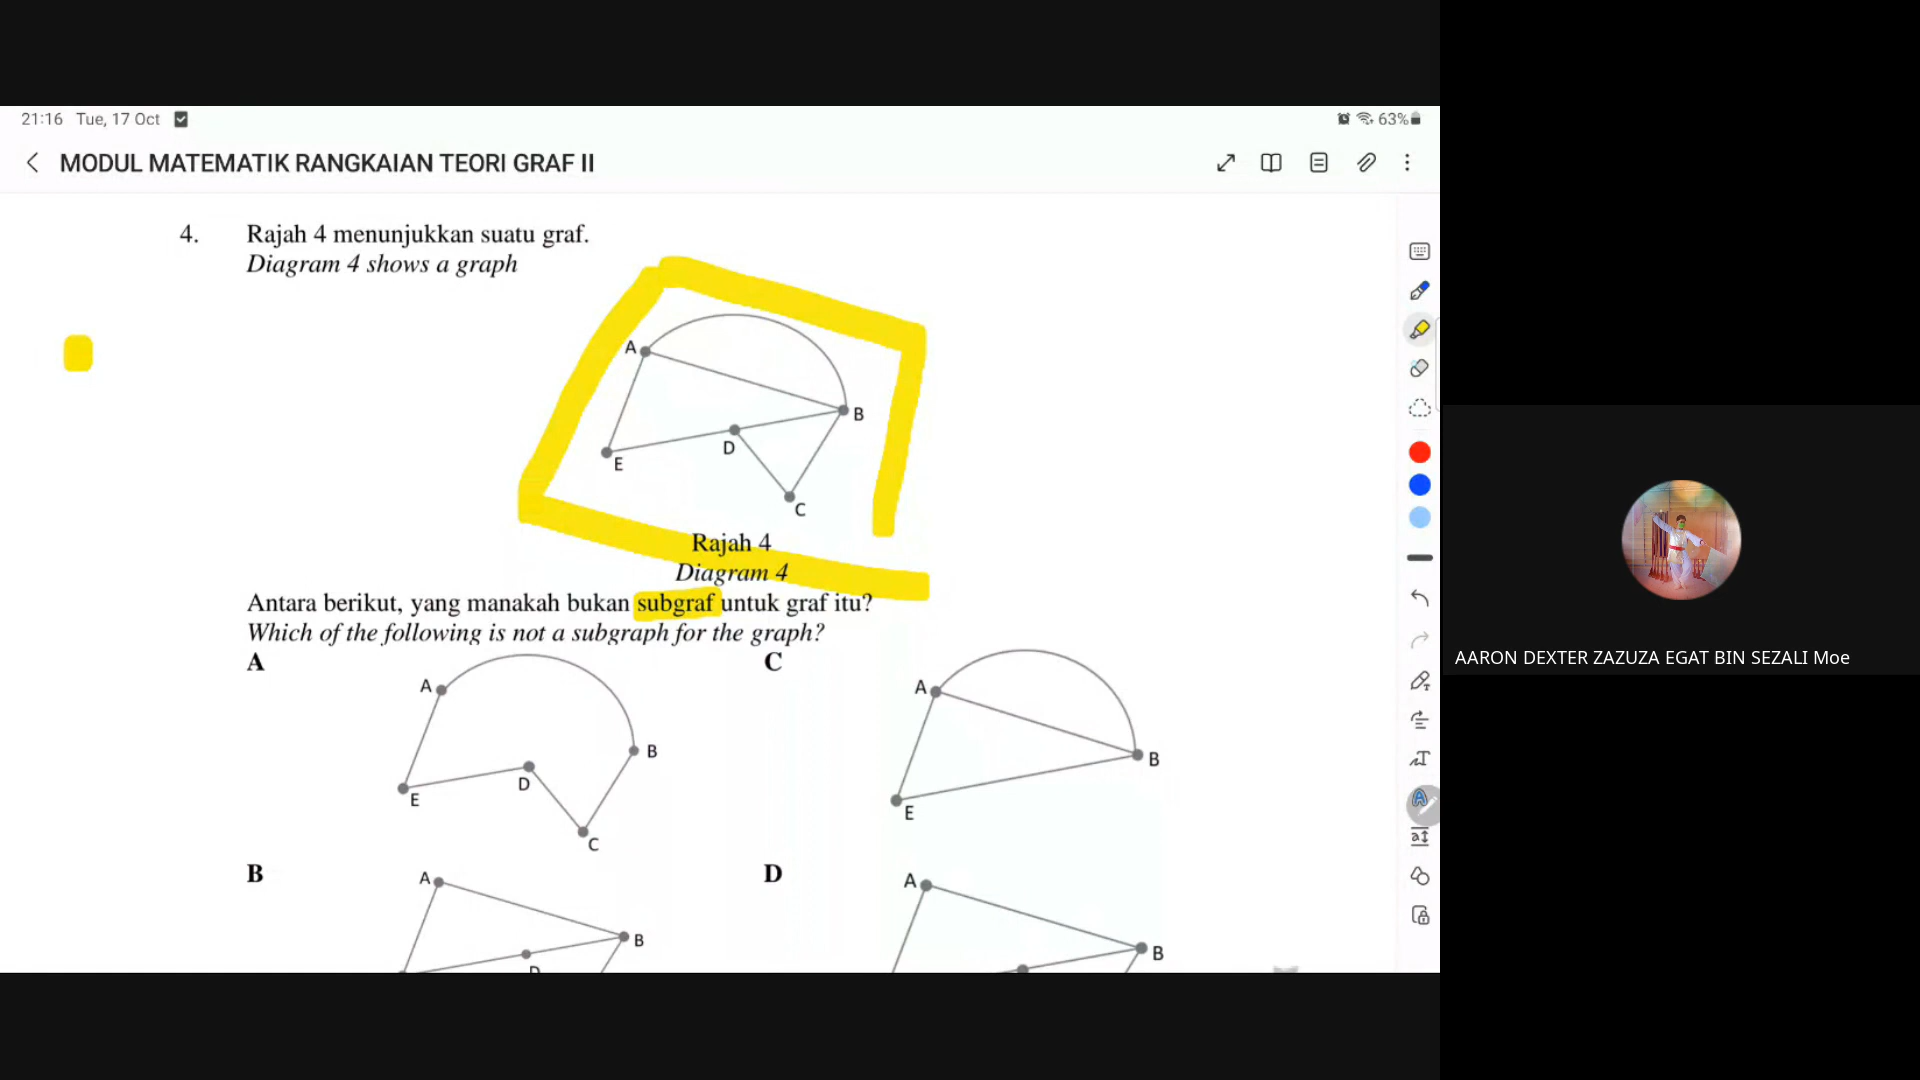 21:16 Tue, 17 Oct
63%
MODUL MATEMATIK RANGKAIAN TEORI GRAF II
4. Rajah 4 menunjukkan suatu graf.
Diagram 4 shows a graph
A
B
D
E
C
Rajah 4
Diagram 4
Antara berikut, yang manakah bukan subgraf untuk graf itu?
Which of the following is not a subgraph for the graph?
A
A
B
D
E
C
C
A
B
E
B
A
B
D
D
A
B
AARON DEXTER ZAZUZA EGAT BIN SEZALI Moe